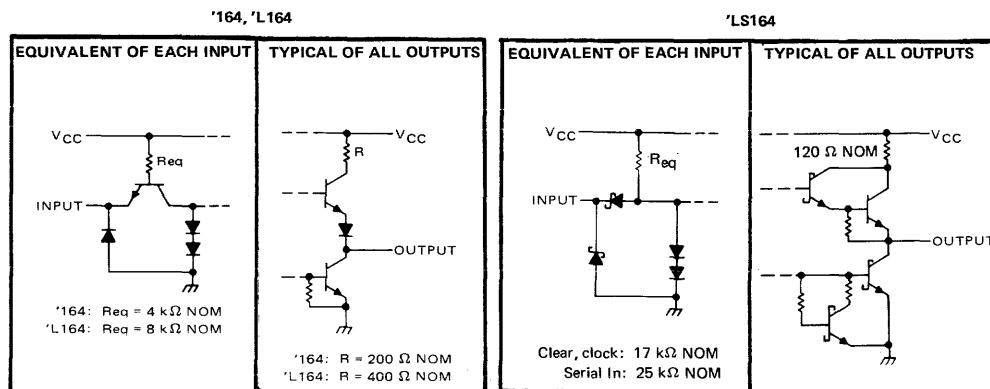 '164, 'L164
EQUIVALENT OF EACH INPUT
VCC
Req
INPUT
'164: Req = 4 kΩ NOM
'L164: Req = 8 kΩ NOM
TYPICAL OF ALL OUTPUTS
VCC
R
OUTPUT
'164: R = 200 Ω NOM
'L164: R = 400 Ω NOM
'LS164
EQUIVALENT OF EACH INPUT
VCC
Req
INPUT
Clear, clock: 17 kΩ NOM
Serial In: 25 kΩ NOM
TYPICAL OF ALL OUTPUTS
VCC
120 Ω NOM
OUTPUT